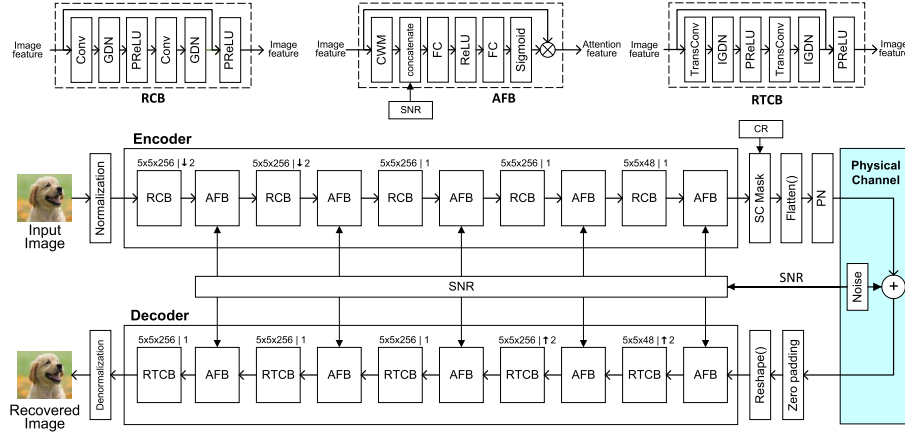 Image
feature
Conv
GDN
PReLU
Conv
GDN
PReLU
Image
feature
RCB
Image
feature
CWM
concatenate
FC
ReLU
FC
Sigmoid
Attention
feature
SNR
AFB
Image
feature
TransConv
IGDN
PReLU
TransConv
IGDN
PReLU
Image
feature
RTCB
Encoder
CR
5x5x256 | ↓ 2
5x5x256 | ↓ 2
5x5x256 | 1
5x5x256 | 1
5x5x48 | 1
Input
Image
Normalization
RCB
AFB
RCB
AFB
RCB
AFB
RCB
AFB
RCB
AFB
SC Mask
Flatten()
PN
Physical
Channel
SNR
SNR
Noise
+
Decoder
5x5x256 | 1
5x5x256 | 1
5x5x256 | 1
5x5x256 |↑ 2
5x5x48 |↑ 2
Recovered
Image
Denormalization
RTCB
AFB
RTCB
AFB
RTCB
AFB
RTCB
AFB
RTCB
AFB
Reshape()
Zero padding